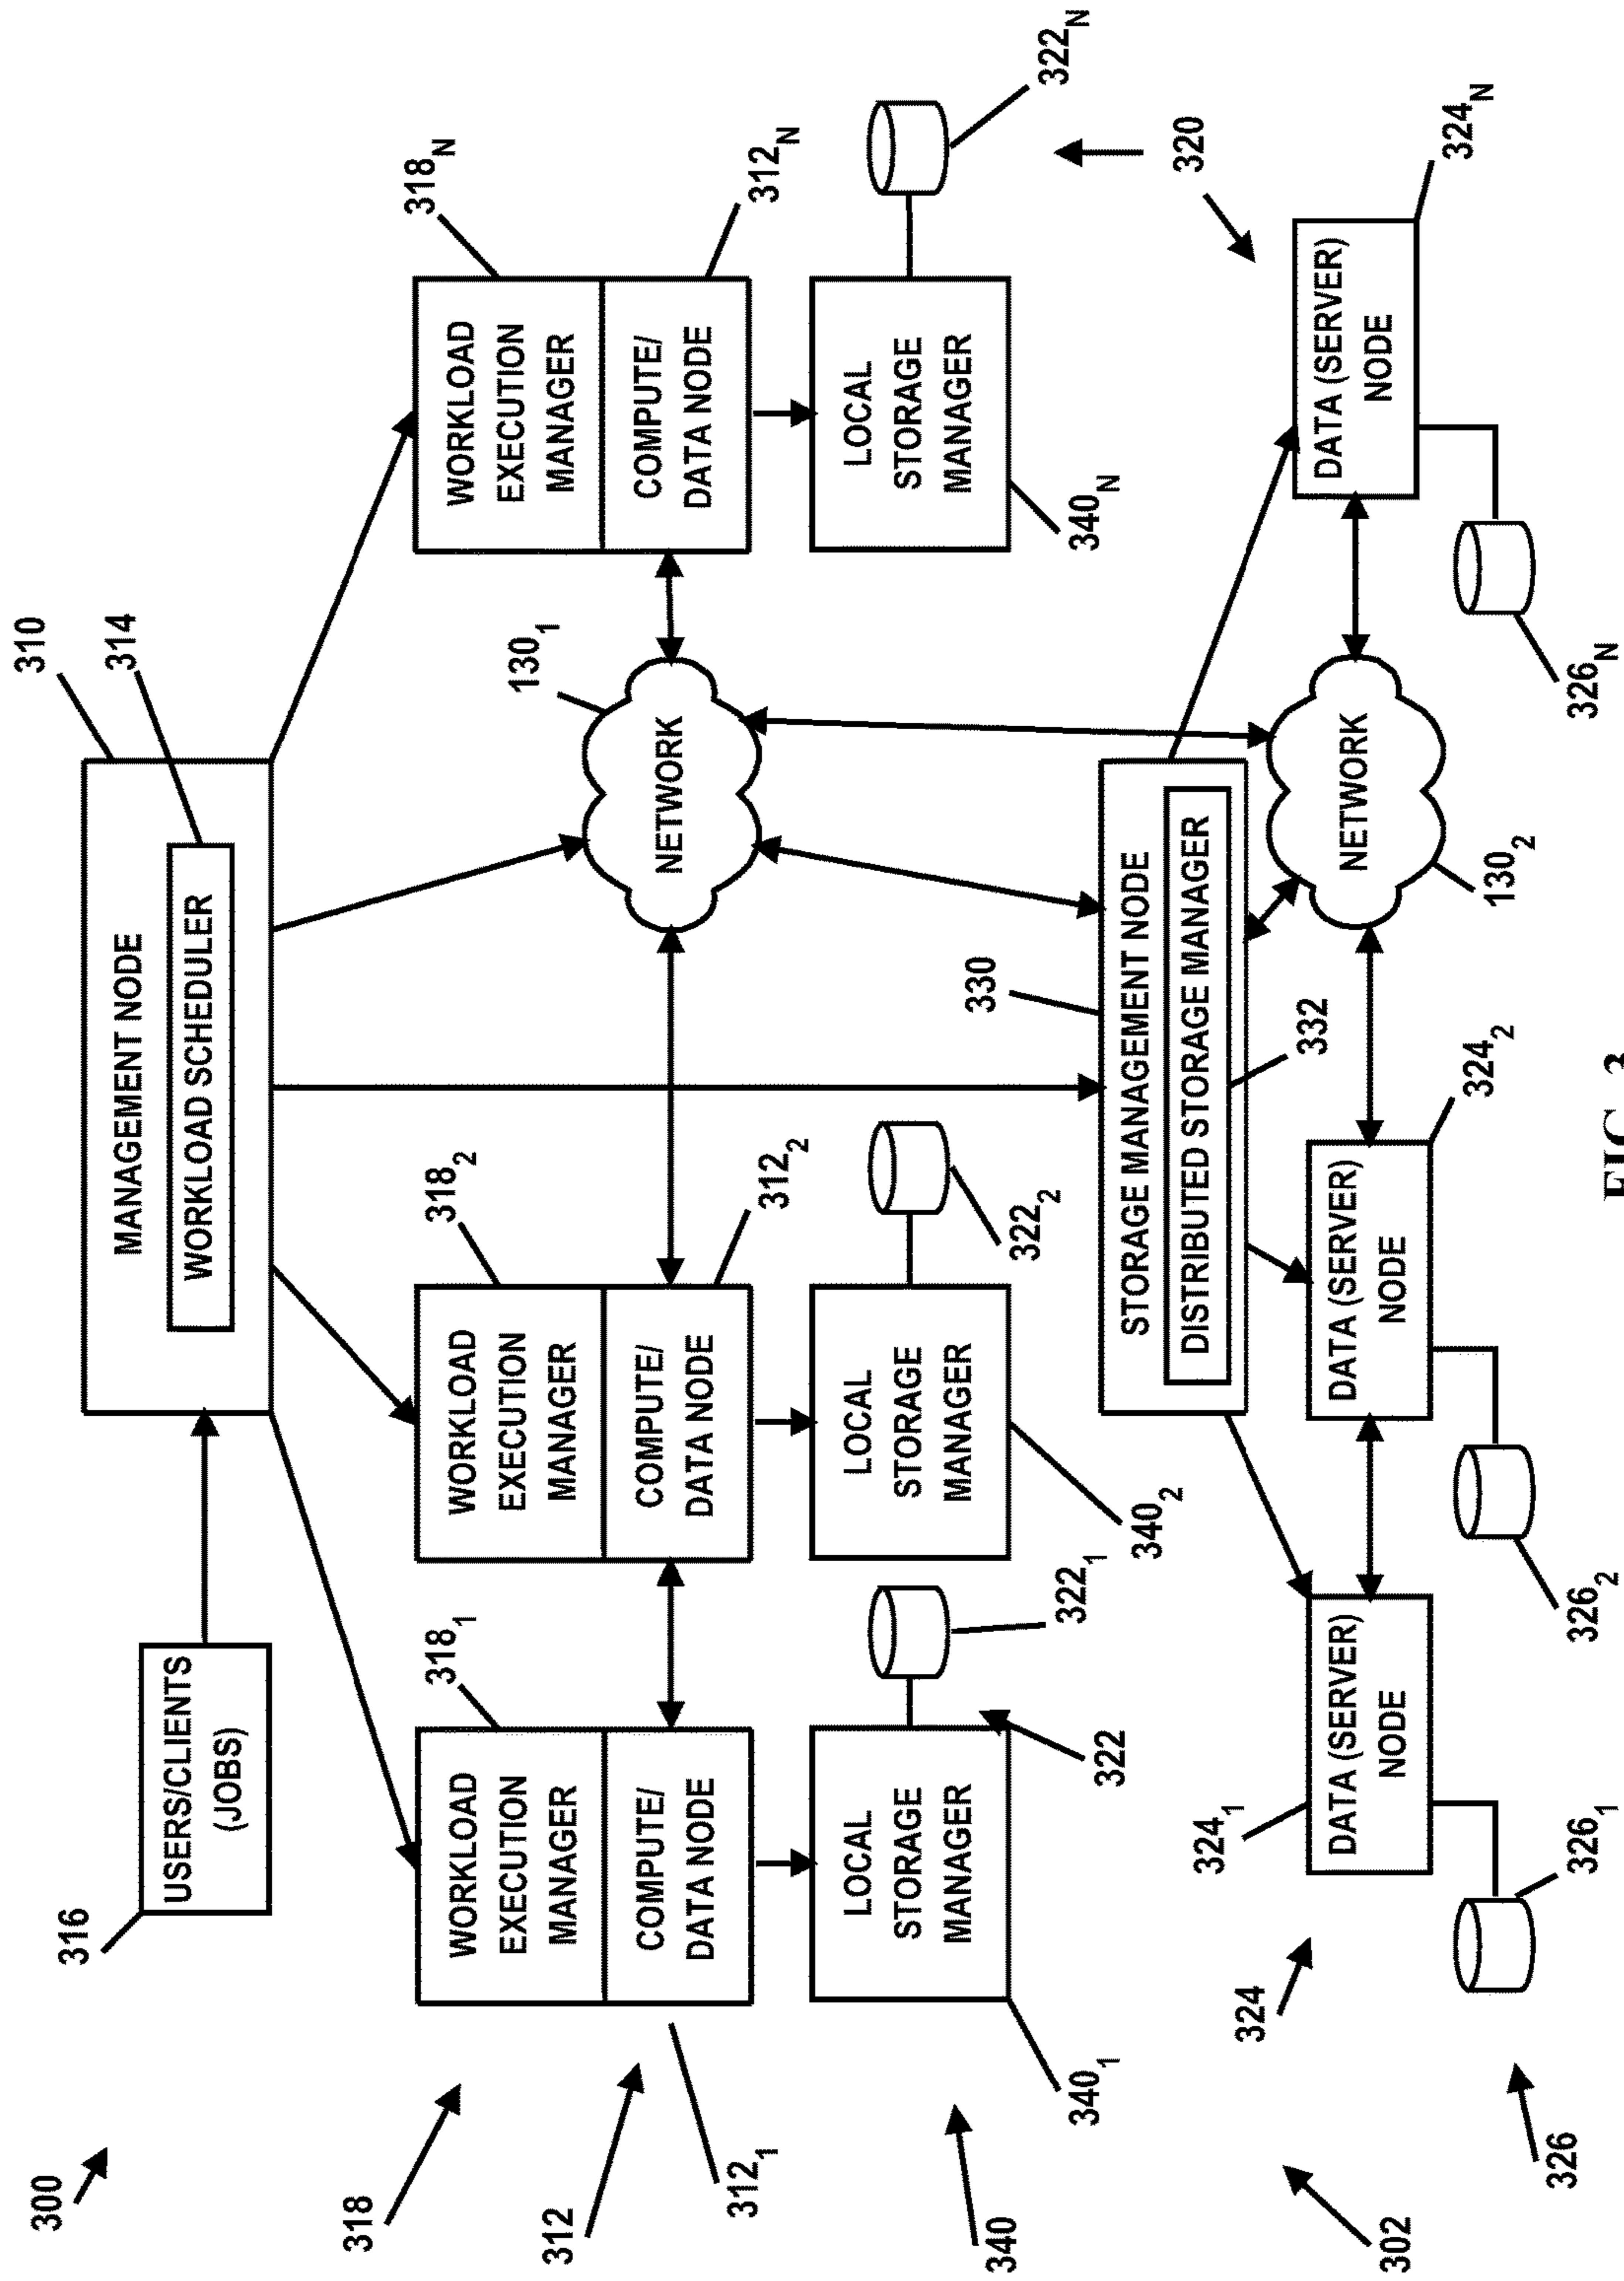 300
316
USERS/CLIENTS
(JOBS)
310
314
MANAGEMENT NODE
WORKLOAD SCHEDULER
318
318₁
WORKLOAD
EXECUTION
MANAGER
318₂
WORKLOAD
EXECUTION
MANAGER
318N
WORKLOAD
EXECUTION
MANAGER
312
312₁
COMPUTE/
DATA NODE
312₂
COMPUTE/
DATA NODE
130₁
NETWORK
312N
COMPUTE/
DATA NODE
340
340₁
LOCAL
STORAGE
MANAGER
322
322₁
340₂
LOCAL
STORAGE
MANAGER
322₂
340N
LOCAL
STORAGE
MANAGER
322N
320
330
STORAGE MANAGEMENT NODE
DISTRIBUTED STORAGE MANAGER
332
302
324
324₁
DATA (SERVER)
NODE
324₂
DATA (SERVER)
NODE
NETWORK
130₂
324N
DATA (SERVER)
NODE
326
326₁
326₂
326N
FIG. 3